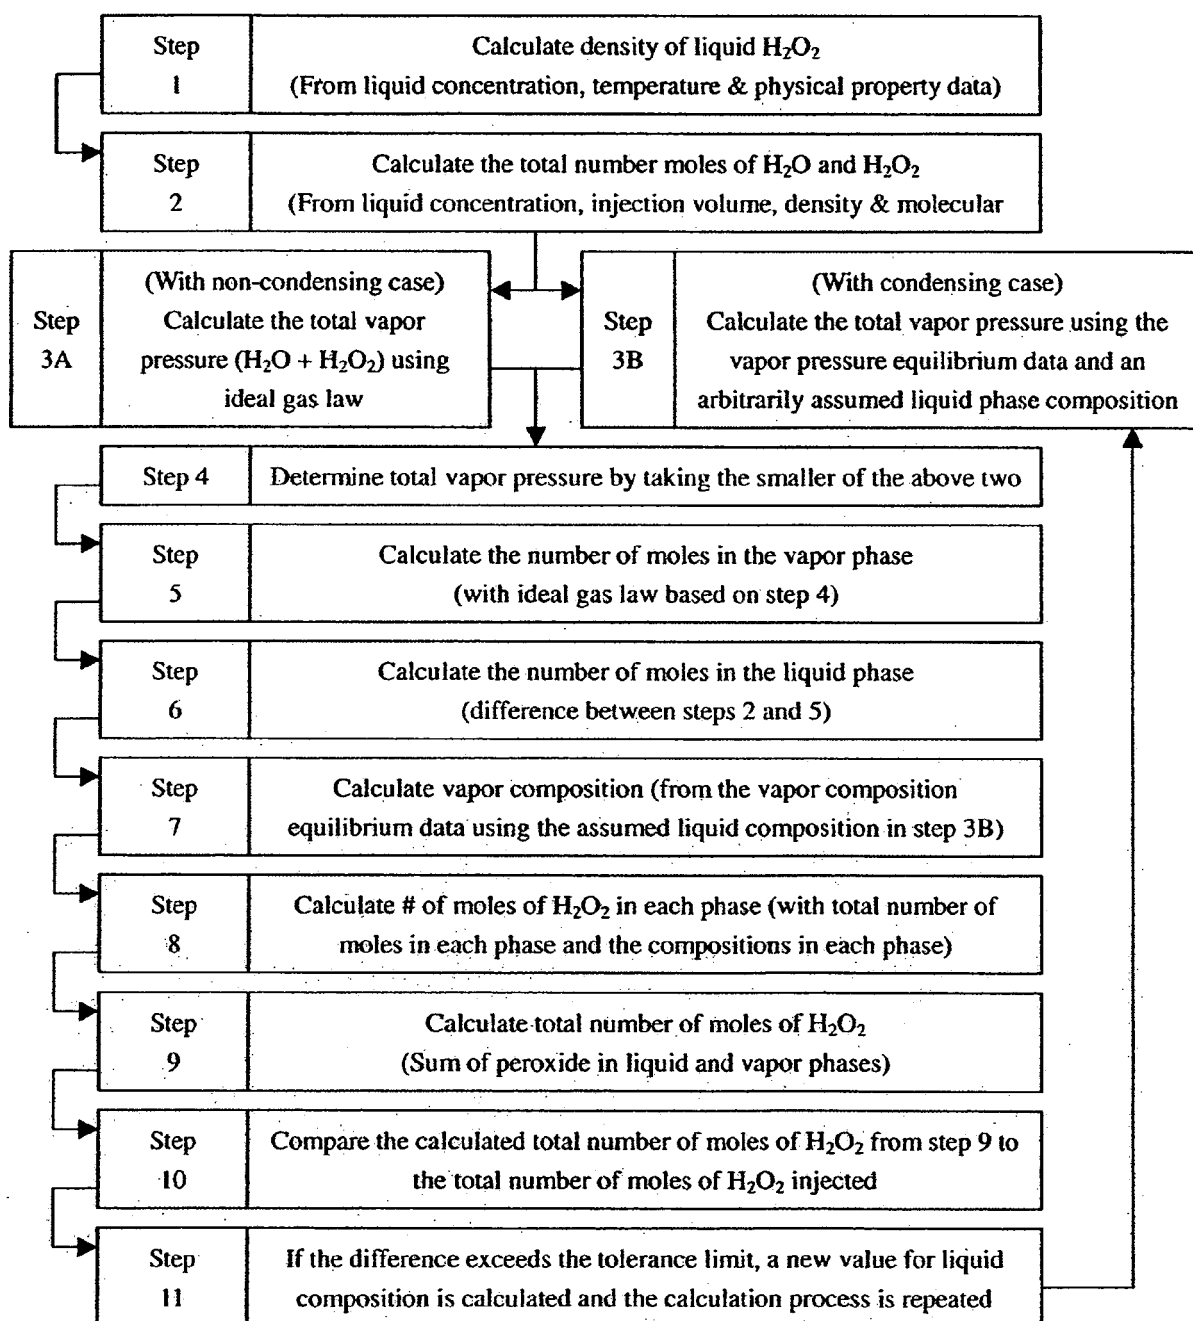 Step
1
Calculate density of liquid H₂O₂
(From liquid concentration, temperature & physical property data)
Step
2
Calculate the total number moles of H₂O and H₂O₂
(From liquid concentration, injection volume, density & molecular
Step
3A
(With non-condensing case)
Calculate the total vapor
pressure (H₂O + H₂O₂) using
ideal gas law
Step
3B
(With condensing case)
Calculate the total vapor pressure using the
vapor pressure equilibrium data and an
arbitrarily assumed liquid phase composition
Step 4
Determine total vapor pressure by taking the smaller of the above two
Step
5
Calculate the number of moles in the vapor phase
(with ideal gas law based on step 4)
Step
6
Calculate the number of moles in the liquid phase
(difference between steps 2 and 5)
Step
7
Calculate vapor composition (from the vapor composition
equilibrium data using the assumed liquid composition in step 3B)
Step
8
Calculate # of moles of H₂O₂ in each phase (with total number of
moles in each phase and the compositions in each phase)
Step
9
Calculate total number of moles of H₂O₂
(Sum of peroxide in liquid and vapor phases)
Step
10
Compare the calculated total number of moles of H₂O₂ from step 9 to
the total number of moles of H₂O₂ injected
Step
11
If the difference exceeds the tolerance limit, a new value for liquid
composition is calculated and the calculation process is repeated